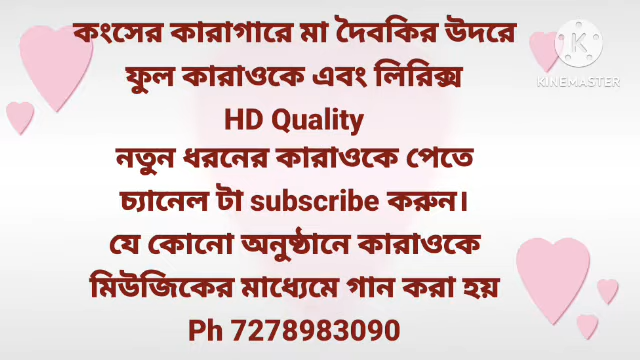 কংসের কারাগারে মা দৈবকির উদরে
ফুল কারাওকে এবং লিরিক্স
HD Quality
নতুন ধরনের কারাওকে পেতে
চ্যানেল টা subscribe করুন।
যে কোনো অনুষ্ঠানে কারাওকে
মিউজিকের মাধ্যেমে গান করা হয়
Ph 7278983090
K
KINEMASTER